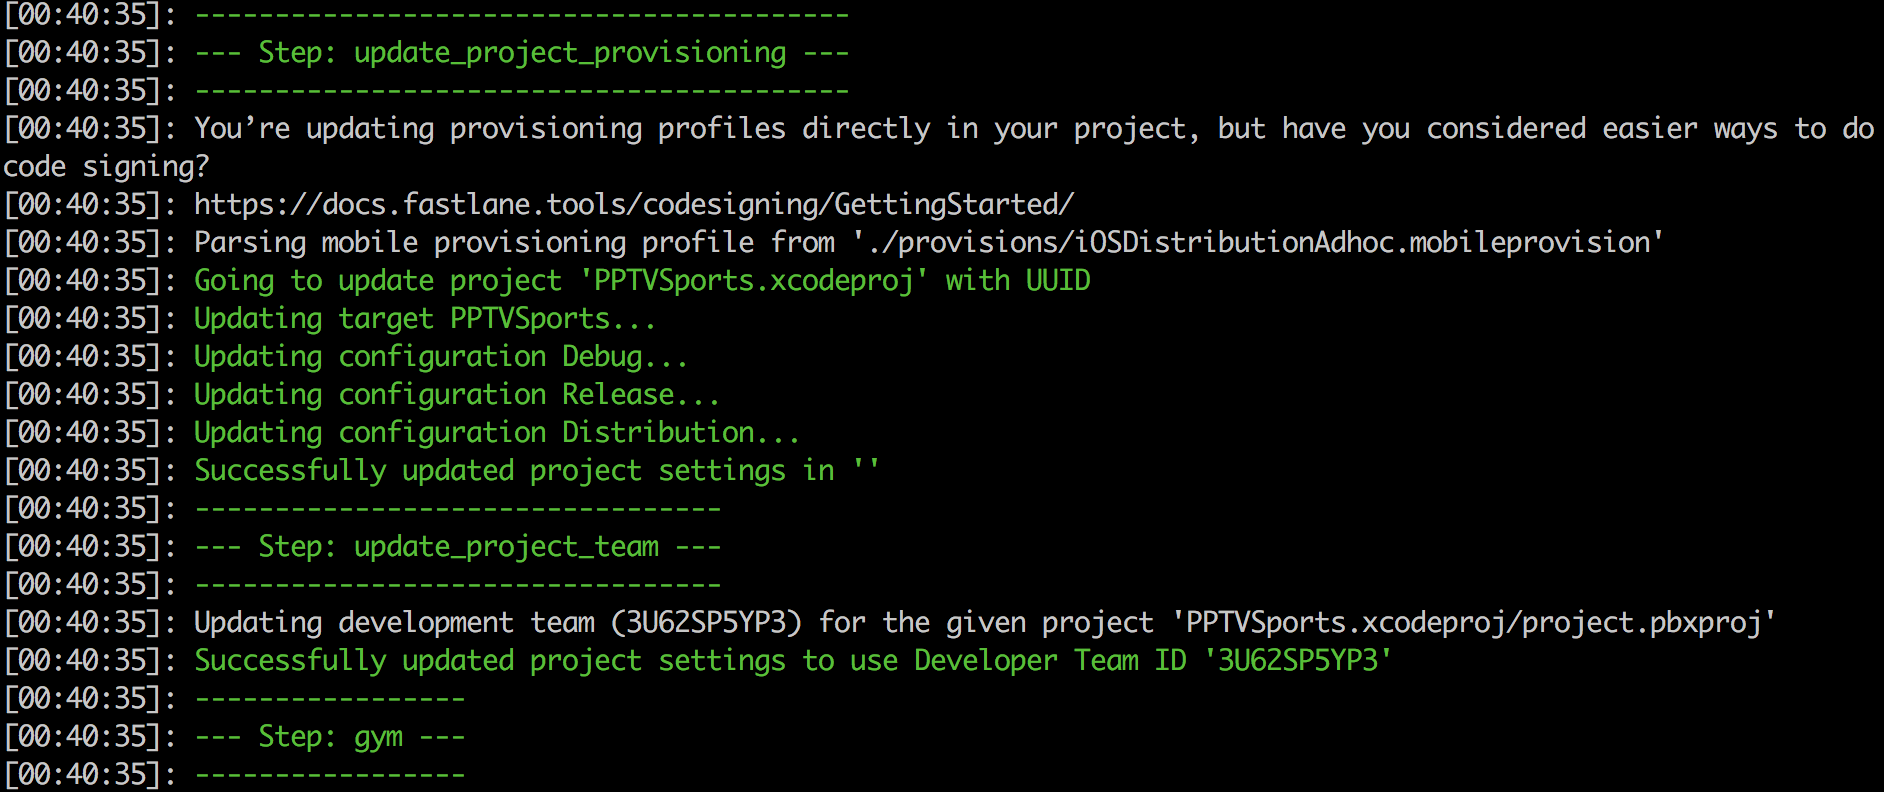 [00:40:35]: -----------------------------------------
[00:40:35]: --- Step: update_project_provisioning ---
[00:40:35]: -----------------------------------------
[00:40:35]: You’re updating provisioning profiles directly in your project, but have you considered easier ways to do
code signing?
[00:40:35]: https://docs.fastlane.tools/codesigning/GettingStarted/
[00:40:35]: Parsing mobile provisioning profile from './provisions/iOSDistributionAdhoc.mobileprovision'
[00:40:35]: Going to update project 'PPTVSports.xcodeproj' with UUID
[00:40:35]: Updating target PPTVSports...
[00:40:35]: Updating configuration Debug...
[00:40:35]: Updating configuration Release...
[00:40:35]: Updating configuration Distribution...
[00:40:35]: Successfully updated project settings in ''
[00:40:35]: ---------------------------------
[00:40:35]: --- Step: update_project_team ---
[00:40:35]: ---------------------------------
[00:40:35]: Updating development team (3U62SP5YP3) for the given project 'PPTVSports.xcodeproj/project.pbxproj'
[00:40:35]: Successfully updated project settings to use Developer Team ID '3U62SP5YP3'
[00:40:35]: -----------------
[00:40:35]: --- Step: gym ---
[00:40:35]: -----------------